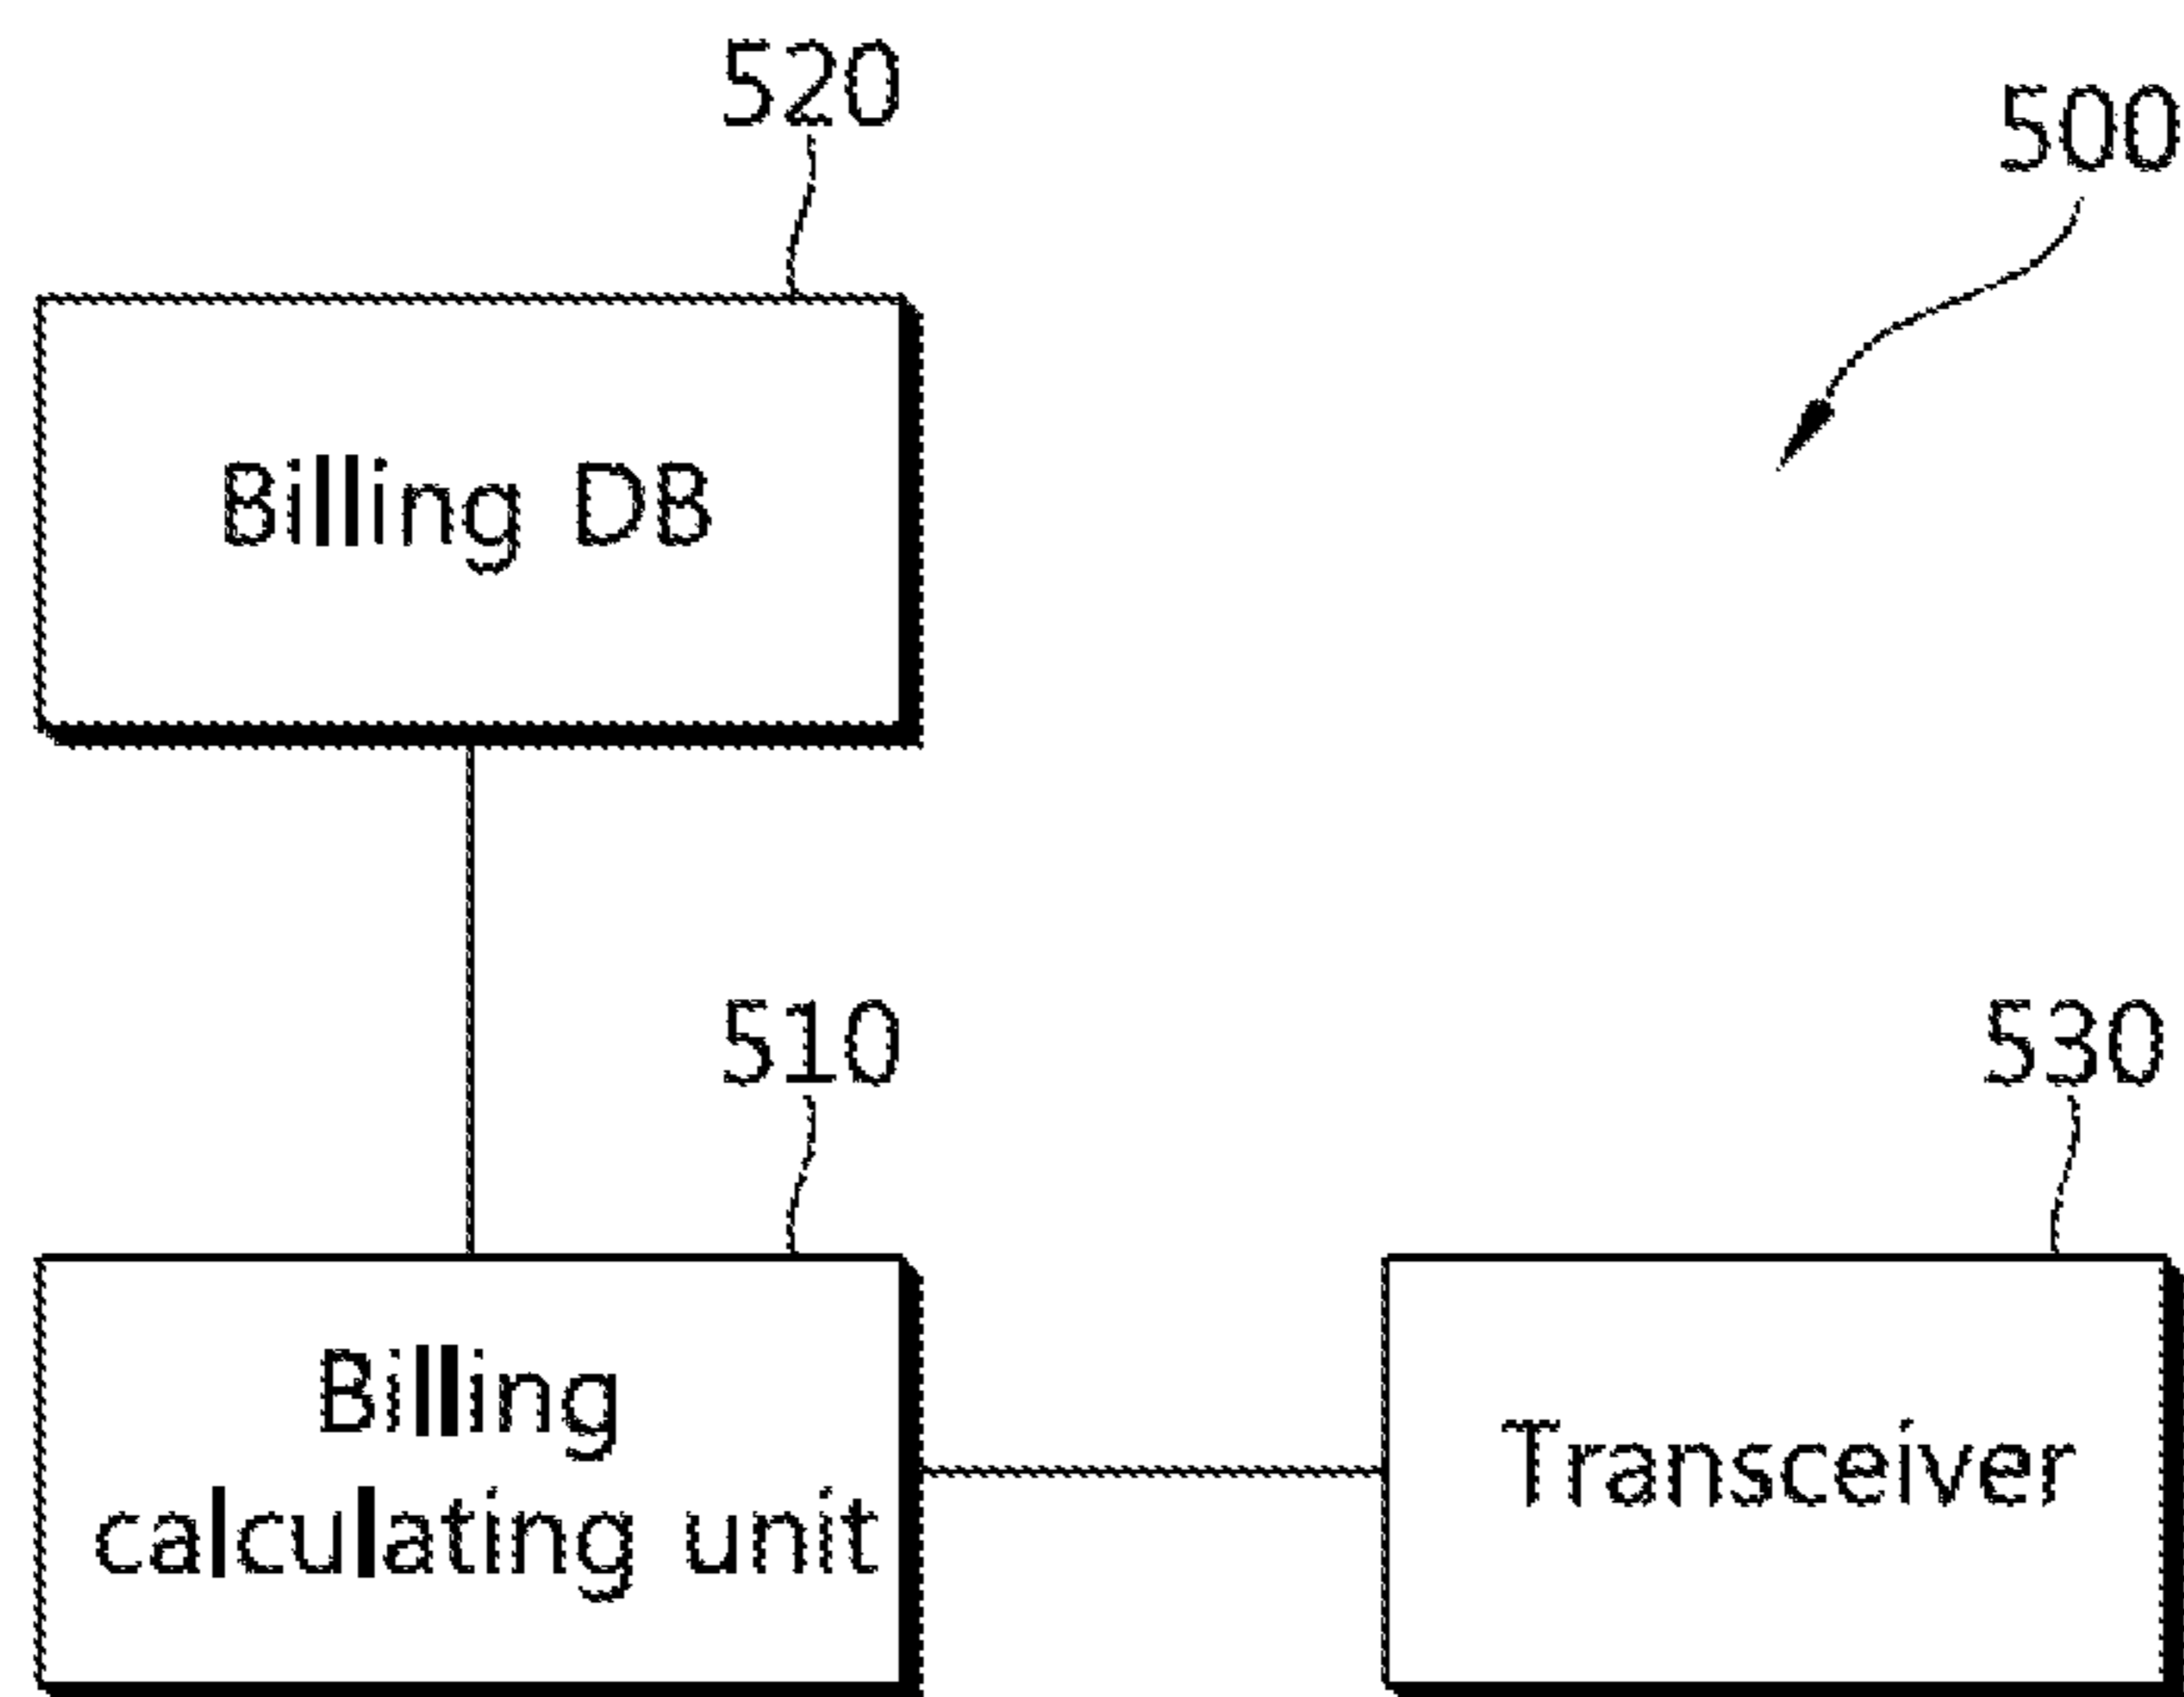 520
500
Billing DB
510
530
Billing
calculating unit
Transceiver